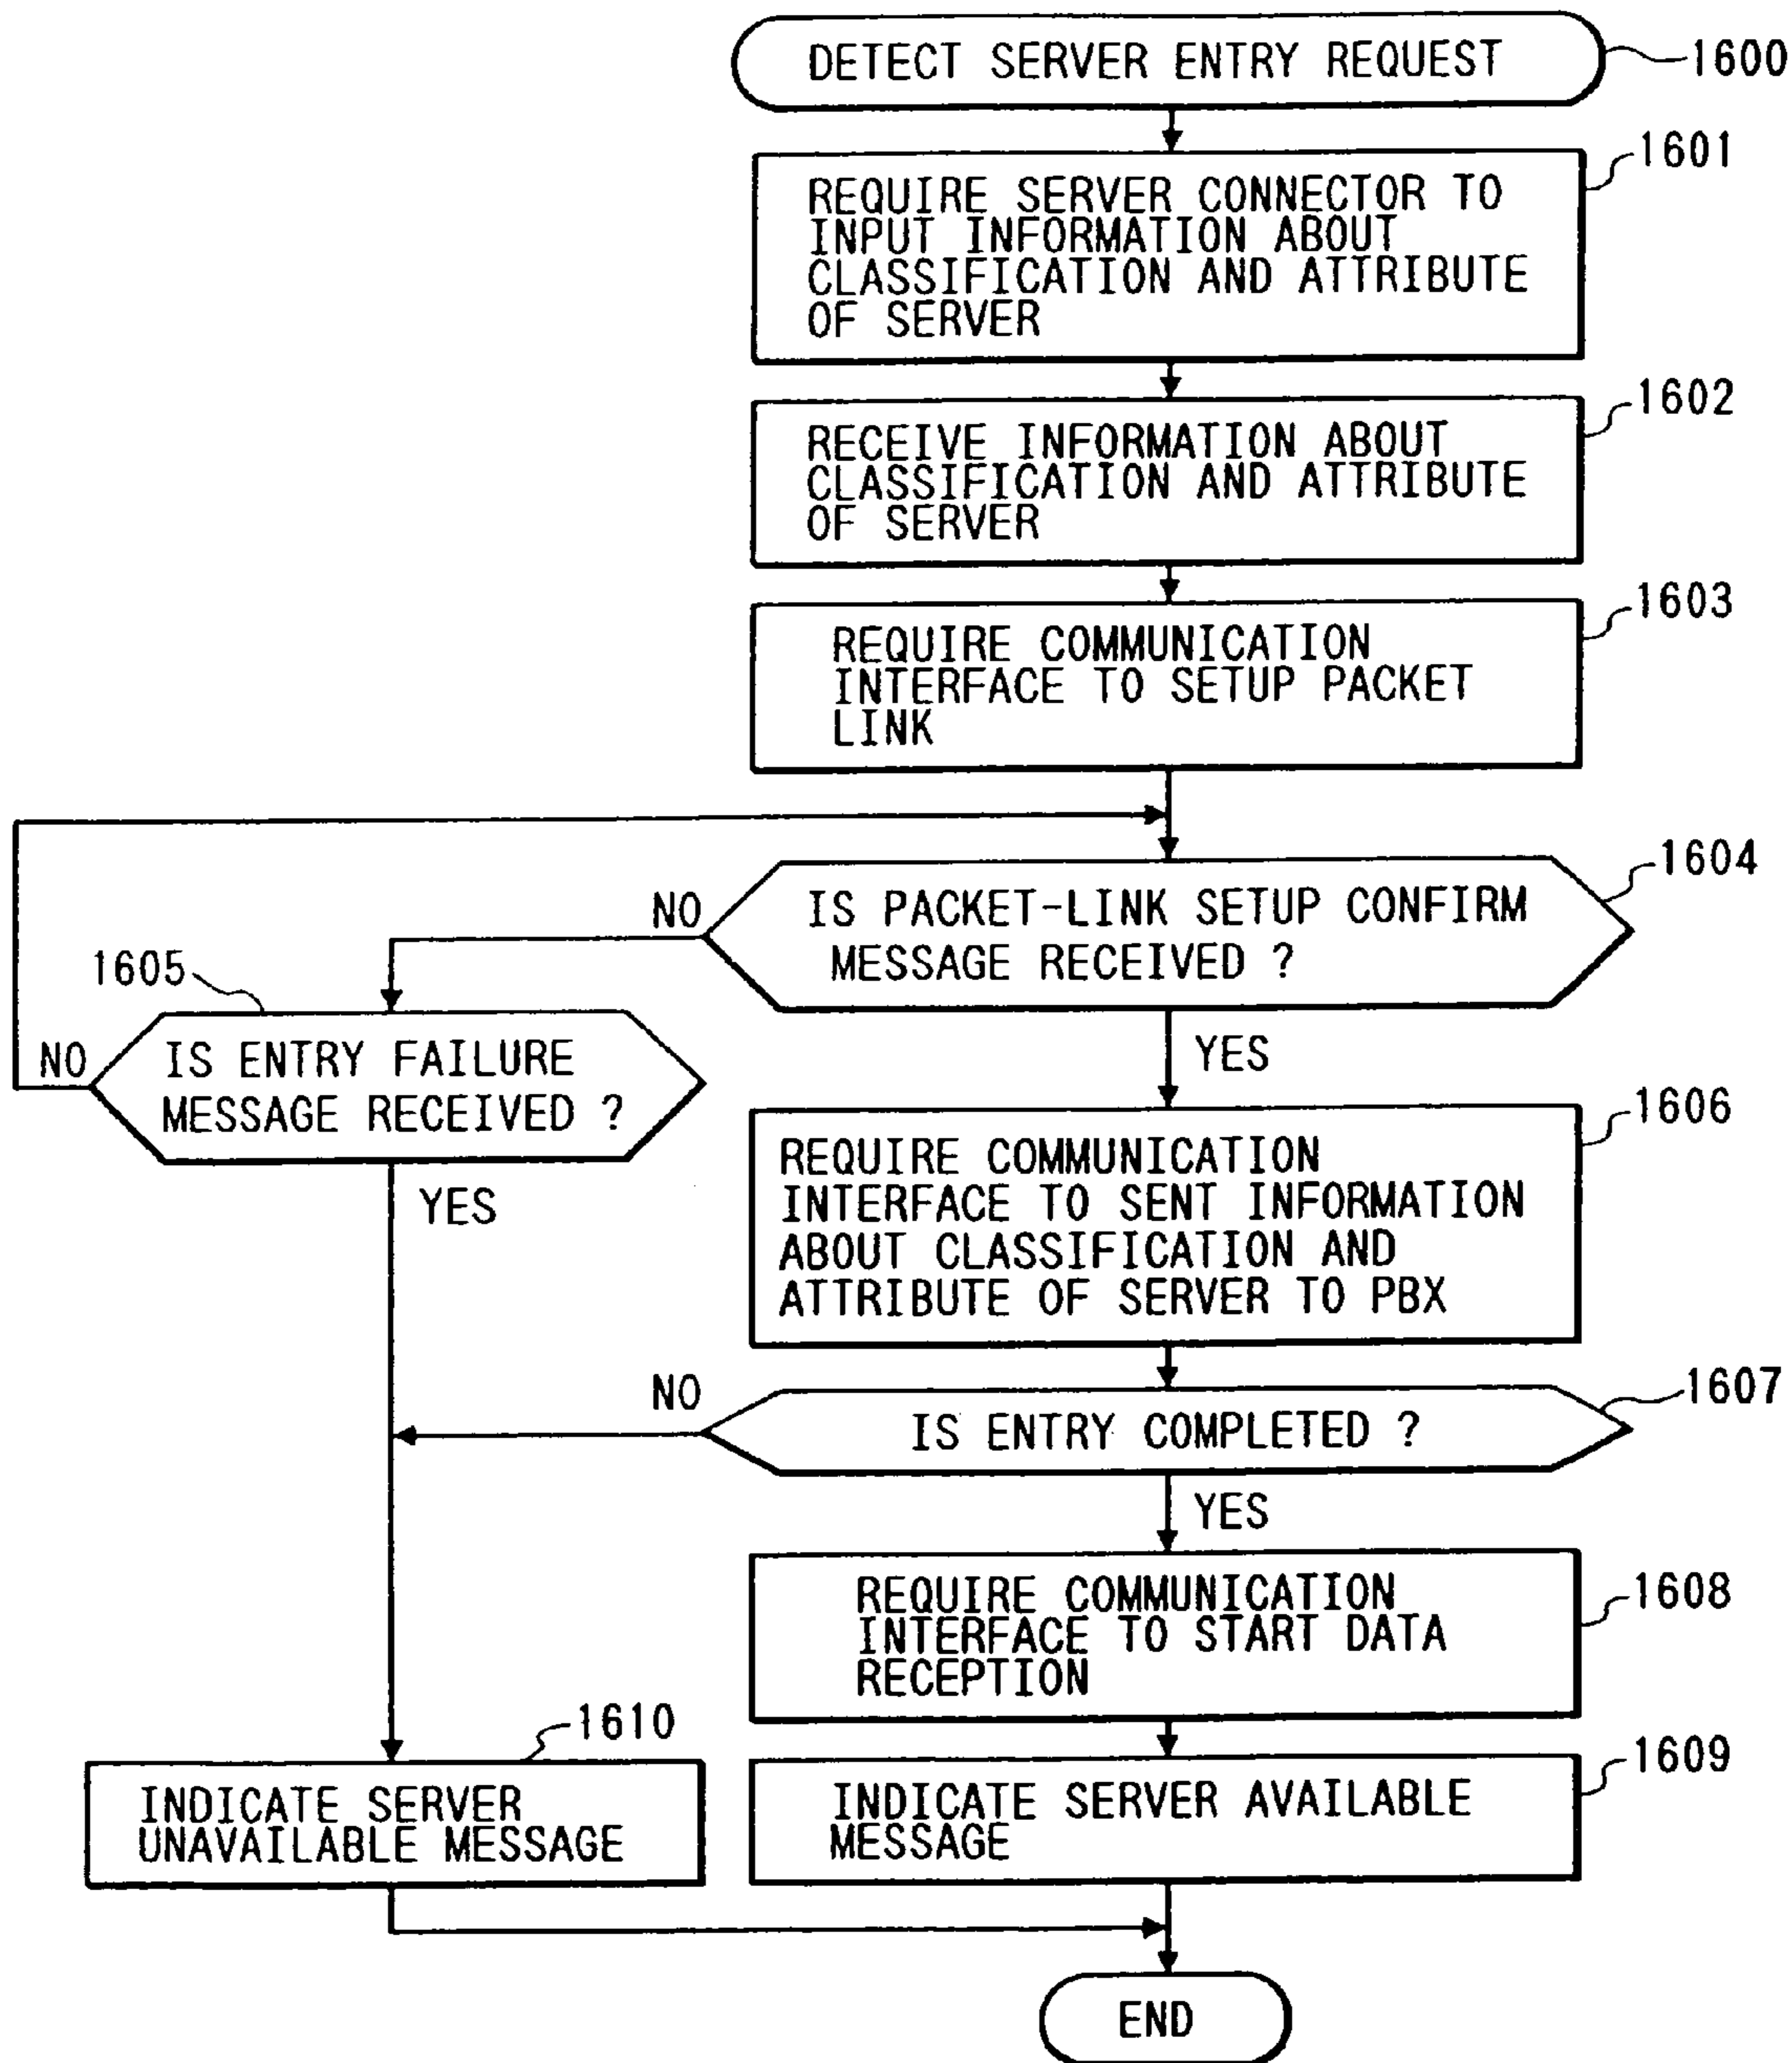 DETECT SERVER ENTRY REQUEST
1600
1601
REQUIRE SERVER CONNECTOR TO
INPUT INFORMATION ABOUT
CLASSIFICATION AND ATTRIBUTE
OF SERVER
1602
RECEIVE INFORMATION ABOUT
CLASSIFICATION AND ATTRIBUTE
OF SERVER
1603
REQUIRE COMMUNICATION
INTERFACE TO SETUP PACKET
LINK
1604
NO
IS PACKET-LINK SETUP CONFIRM
MESSAGE RECEIVED ?
1605
NO
IS ENTRY FAILURE
MESSAGE RECEIVED ?
YES
YES
1606
REQUIRE COMMUNICATION
INTERFACE TO SENT INFORMATION
ABOUT CLASSIFICATION AND
ATTRIBUTE OF SERVER TO PBX
NO
1607
IS ENTRY COMPLETED ?
YES
REQUIRE COMMUNICATION
INTERFACE TO START DATA
RECEPTION
1608
1610
INDICATE SERVER
UNAVAILABLE MESSAGE
1609
INDICATE SERVER AVAILABLE
MESSAGE
END